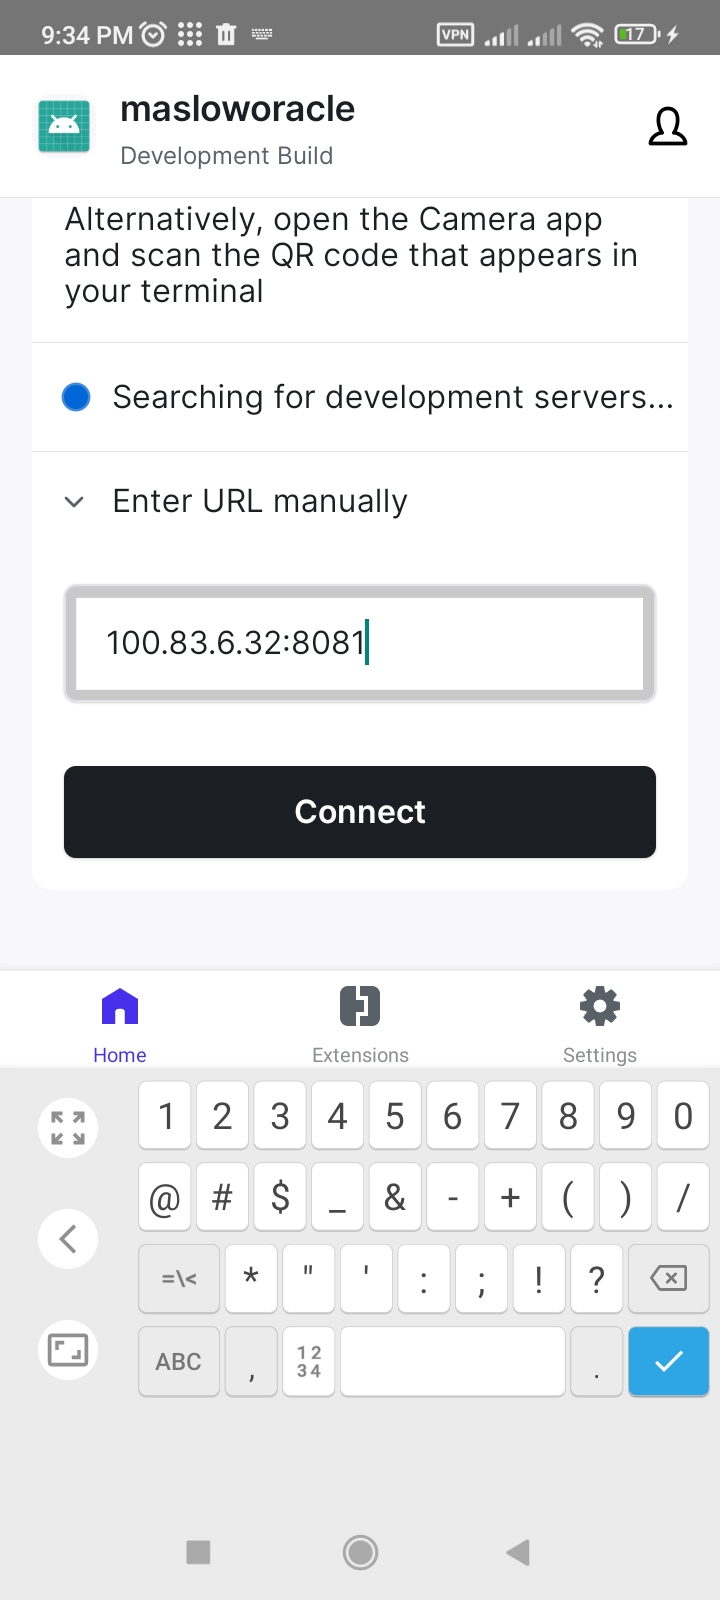 9:34 PM
VPN
17
masloworacle
Development Build
Alternatively, open the Camera app
and scan the QR code that appears in
your terminal
Searching for development servers...
Enter URL manually
100.83.6.32:8081
Connect
Home
Extensions
Settings
1 2 3 4 5 6 7 8 9 0
@ # $ _ & - + ( ) /
=\< * " ' : ; ! ?
ABC , 12 34 .